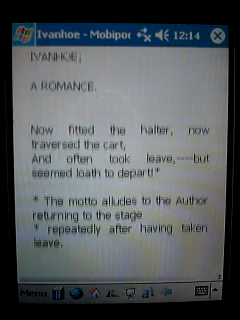 Ivanhoe - Mobipoc 12:14
IVANHOE;
A ROMANCE.
Now fitted the halter, now
traversed the cart,
And often took leave,----but
seemed loath to depart!*
* The motto alludes to the Author
returning to the stage
* repeatedly after having taken
leave.
Menu